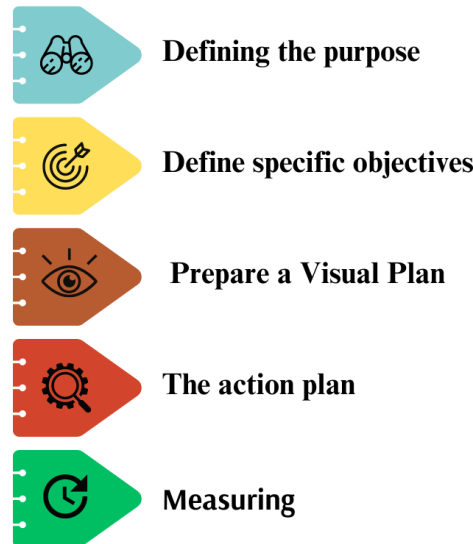 Defining the purpose
Define specific objectives
Prepare a Visual Plan
The action plan
Measuring